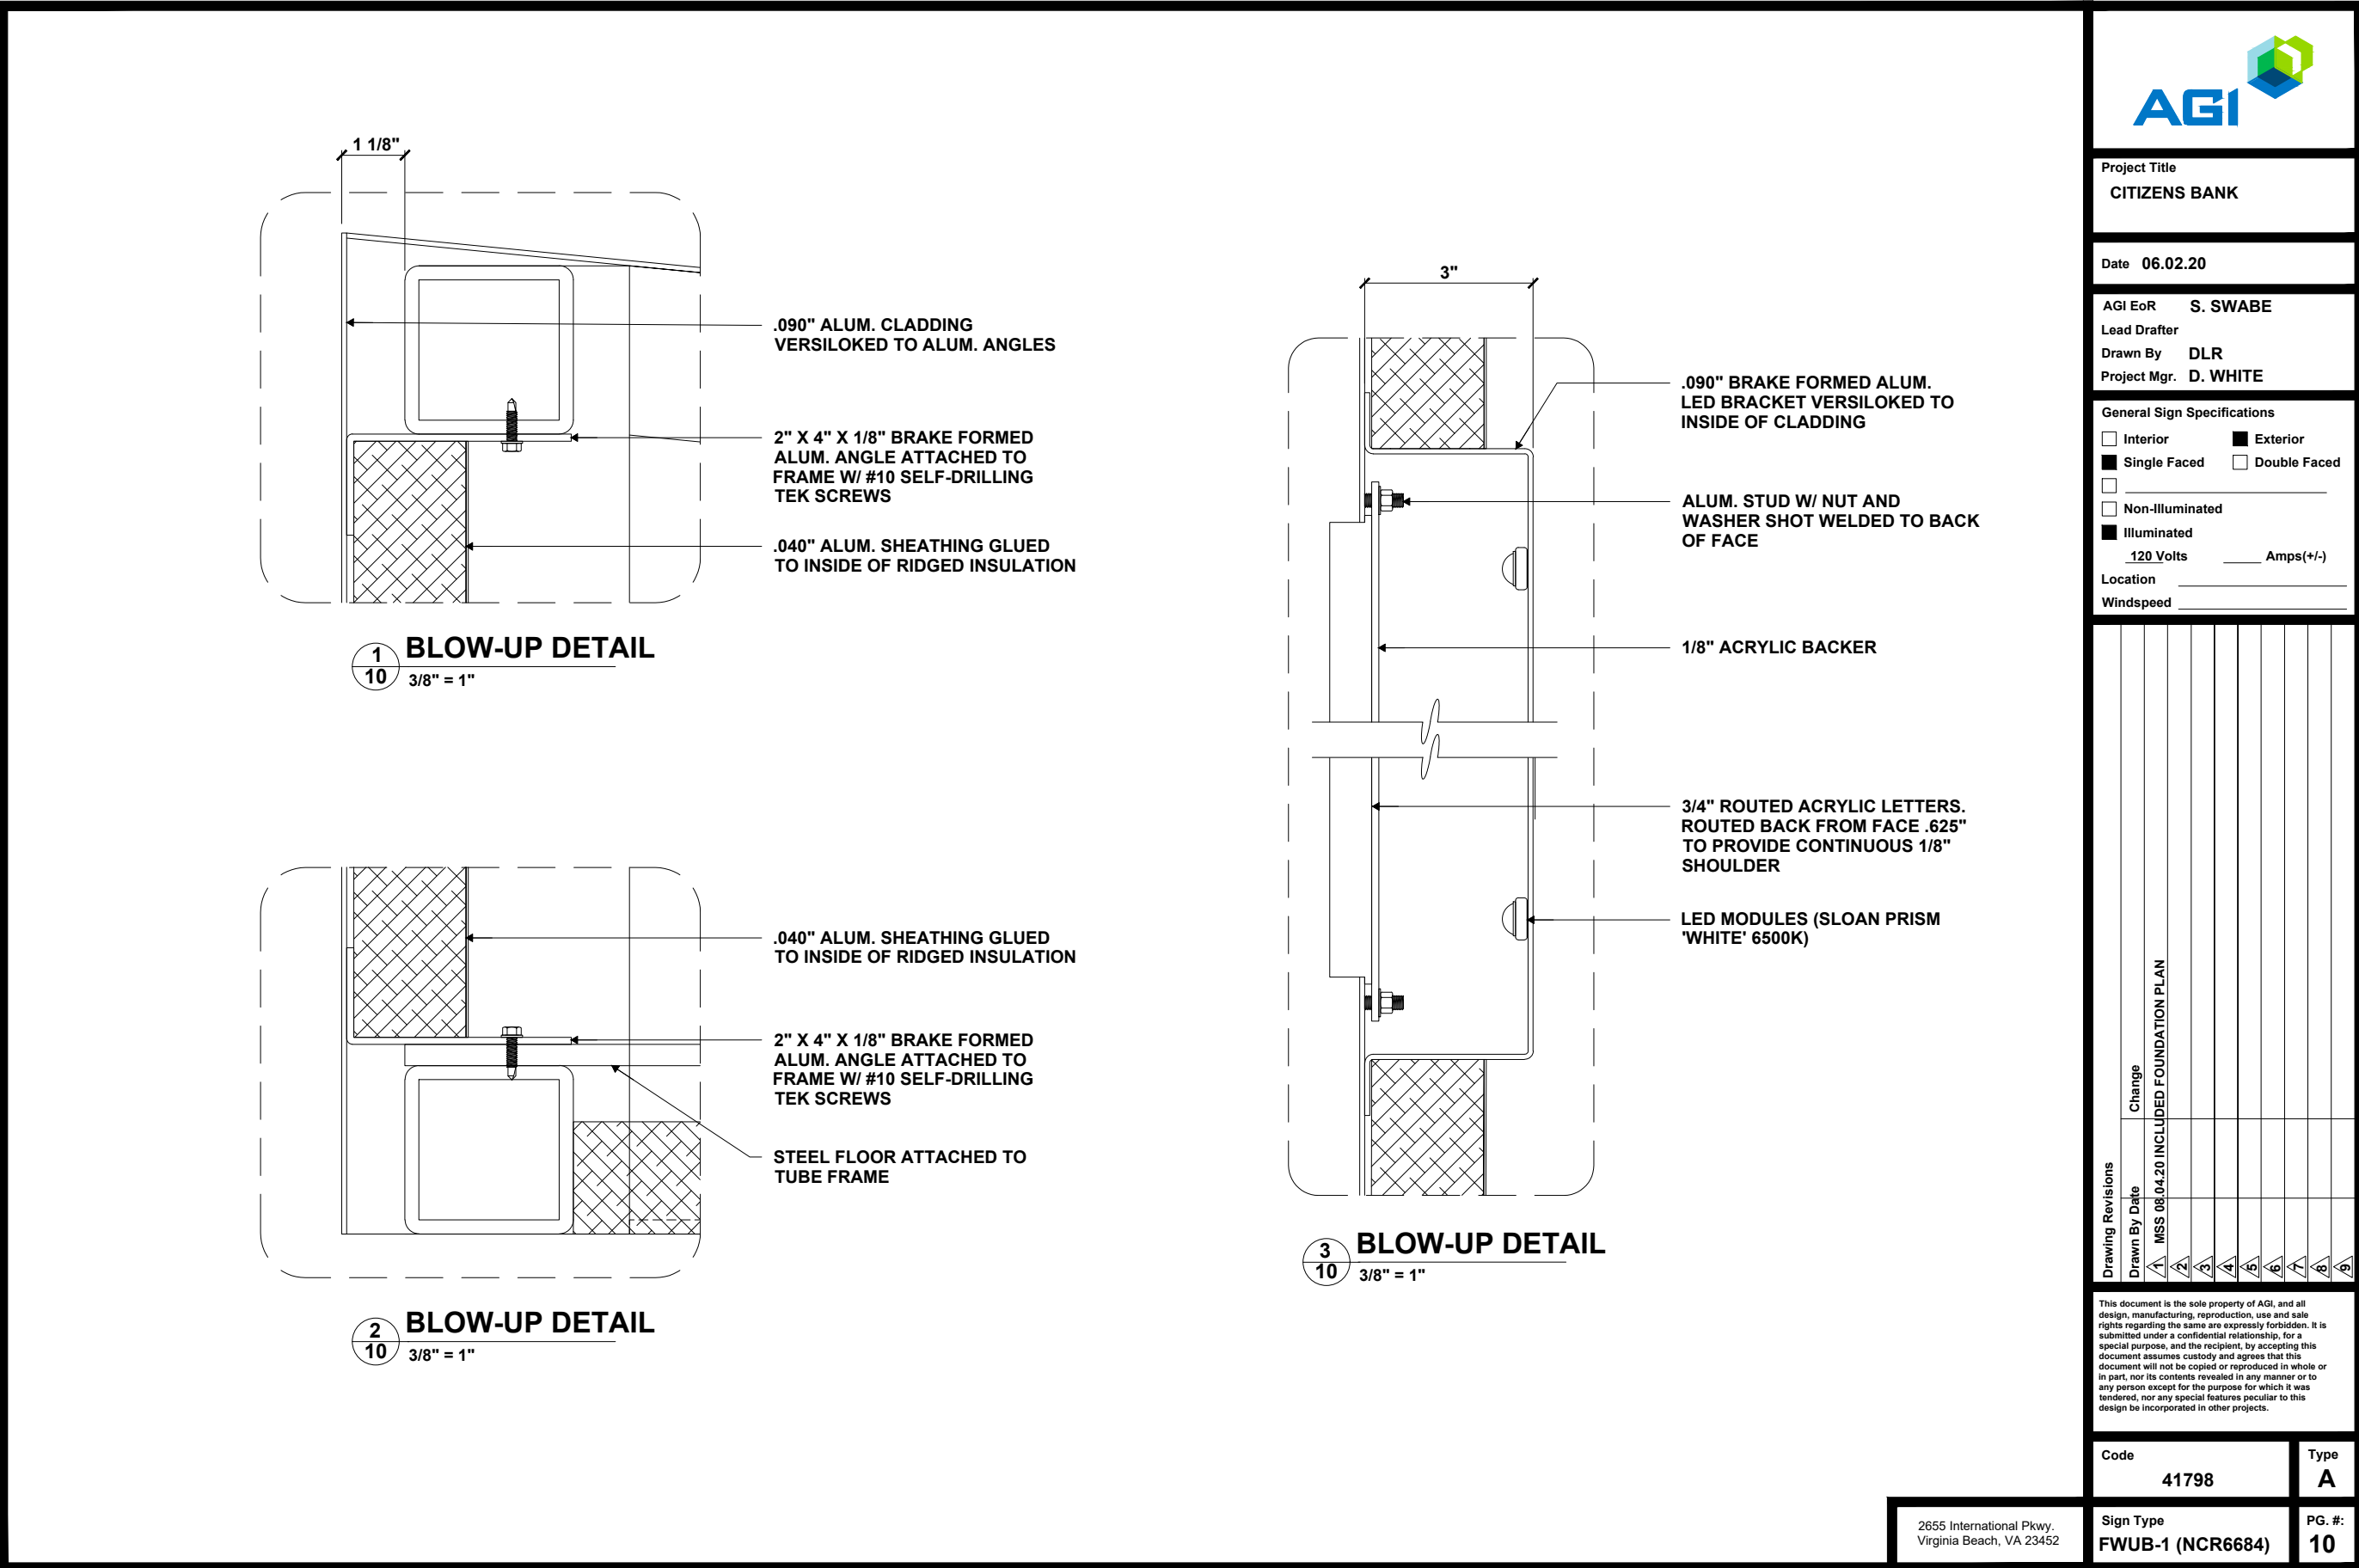 1 1/8"
.090" ALUM. CLADDING
VERSILOKED TO ALUM. ANGLES
2" X 4" X 1/8" BRAKE FORMED
ALUM. ANGLE ATTACHED TO
FRAME W/ #10 SELF-DRILLING
TEK SCREWS
.040" ALUM. SHEATHING GLUED
TO INSIDE OF RIDGED INSULATION
1
10
BLOW-UP DETAIL
3/8" = 1"
.040" ALUM. SHEATHING GLUED
TO INSIDE OF RIDGED INSULATION
2" X 4" X 1/8" BRAKE FORMED
ALUM. ANGLE ATTACHED TO
FRAME W/ #10 SELF-DRILLING
TEK SCREWS
STEEL FLOOR ATTACHED TO
TUBE FRAME
2
10
BLOW-UP DETAIL
3/8" = 1"
3"
.090" BRAKE FORMED ALUM.
LED BRACKET VERSILOKED TO
INSIDE OF CLADDING
ALUM. STUD W/ NUT AND
WASHER SHOT WELDED TO BACK
OF FACE
1/8" ACRYLIC BACKER
3/4" ROUTED ACRYLIC LETTERS.
ROUTED BACK FROM FACE .625"
TO PROVIDE CONTINUOUS 1/8"
SHOULDER
LED MODULES (SLOAN PRISM
'WHITE' 6500K)
3
10
BLOW-UP DETAIL
3/8" = 1"
AGI
Project Title
CITIZENS BANK
Date 06.02.20
AGI EoR S. SWABE
Lead Drafter
Drawn By DLR
Project Mgr. D. WHITE
General Sign Specifications
Interior Exterior
Single Faced Double Faced
Non-Illuminated
Illuminated
120 Volts Amps(+/-)
Location
Windspeed
Drawing Revisions
Drawn By Date Change
1 MSS 08.04.20 INCLUDED FOUNDATION PLAN
2
3
4
5
6
7
8
9
This document is the sole property of AGI, and all
design, manufacturing, reproduction, use and sale
rights regarding the same are expressly forbidden. It is
submitted under a confidential relationship, for a
special purpose, and the recipient, by accepting this
document assumes custody and agrees that this
document will not be copied or reproduced in whole or
in part, nor its contents revealed in any manner or to
any person except for the purpose for which it was
tendered, nor any special features peculiar to this
design be incorporated in other projects.
Code
41798
Type
A
2655 International Pkwy.
Virginia Beach, VA 23452
Sign Type
FWUB-1 (NCR6684)
PG. #:
10